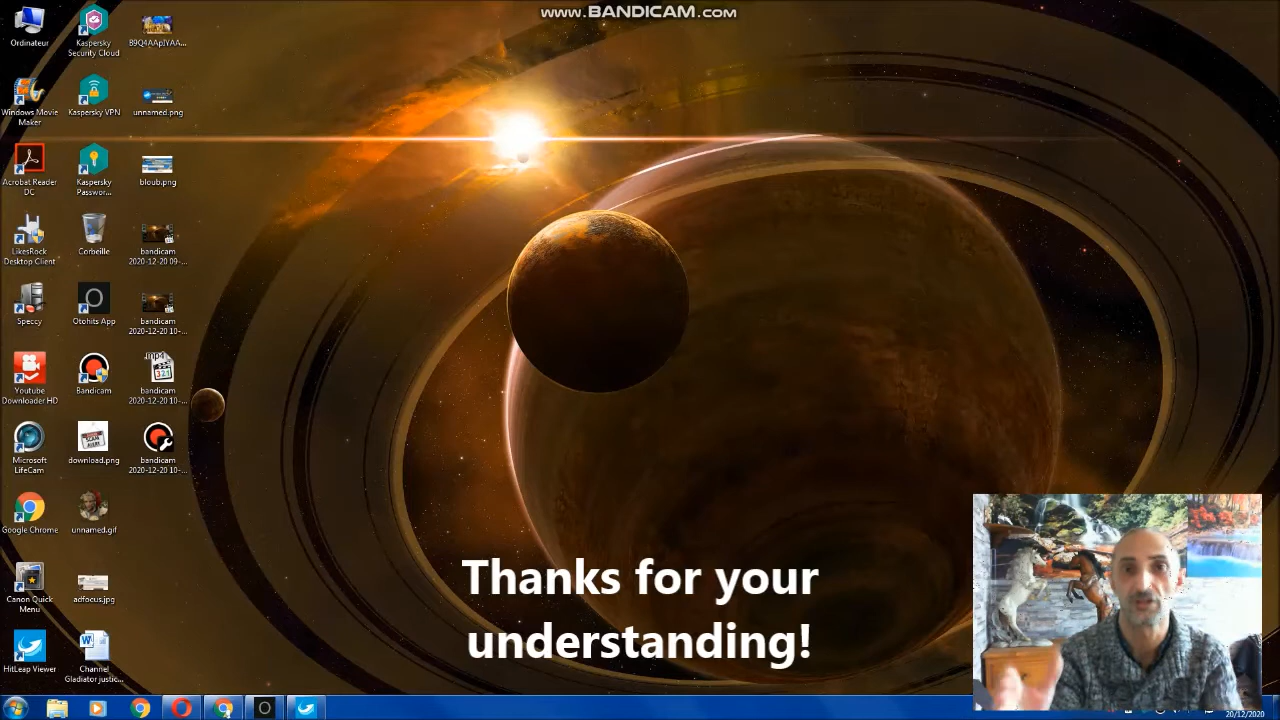 www.BANDICAM.com
Ordinateur
Kaspersky
Security Cloud
B9Q4AApIYAA...
Windows Movie
Maker
Kaspersky VPN
unnamed.png
Acrobat Reader
DC
Kaspersky
Passwor...
bloub.png
LikesRock
Desktop Client
Corbeille
bandicam
2020-12-20 09-...
Speccy
Otohits App
bandicam
2020-12-20 10-...
Youtube
Downloader HD
Bandicam
.mp4
321
bandicam
2020-12-20 10-...
Microsoft
LifeCam
download.png
bandicam
2020-12-20 10-...
Google Chrome
unnamed.gif
Canon Quick
Menu
adfocus.jpg
HitLeap Viewer
Channel
Gladiator justic...
Thanks for your
understanding!
20/12/2020